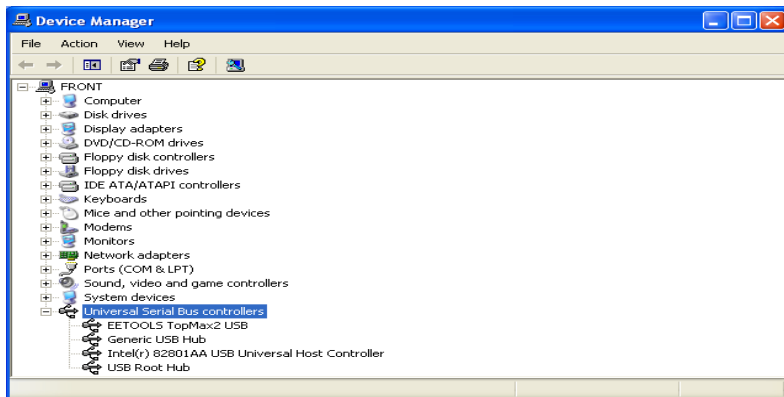 Device Manager
File Action View Help
FRONT
Computer
Disk drives
Display adapters
DVD/CD-ROM drives
Floppy disk controllers
Floppy disk drives
IDE ATA/ATAPI controllers
Keyboards
Mice and other pointing devices
Modems
Monitors
Network adapters
Ports (COM & LPT)
Sound, video and game controllers
System devices
Universal Serial Bus controllers
EETOOLS TopMax2 USB
Generic USB Hub
Intel(r) 82801AA USB Universal Host Controller
USB Root Hub